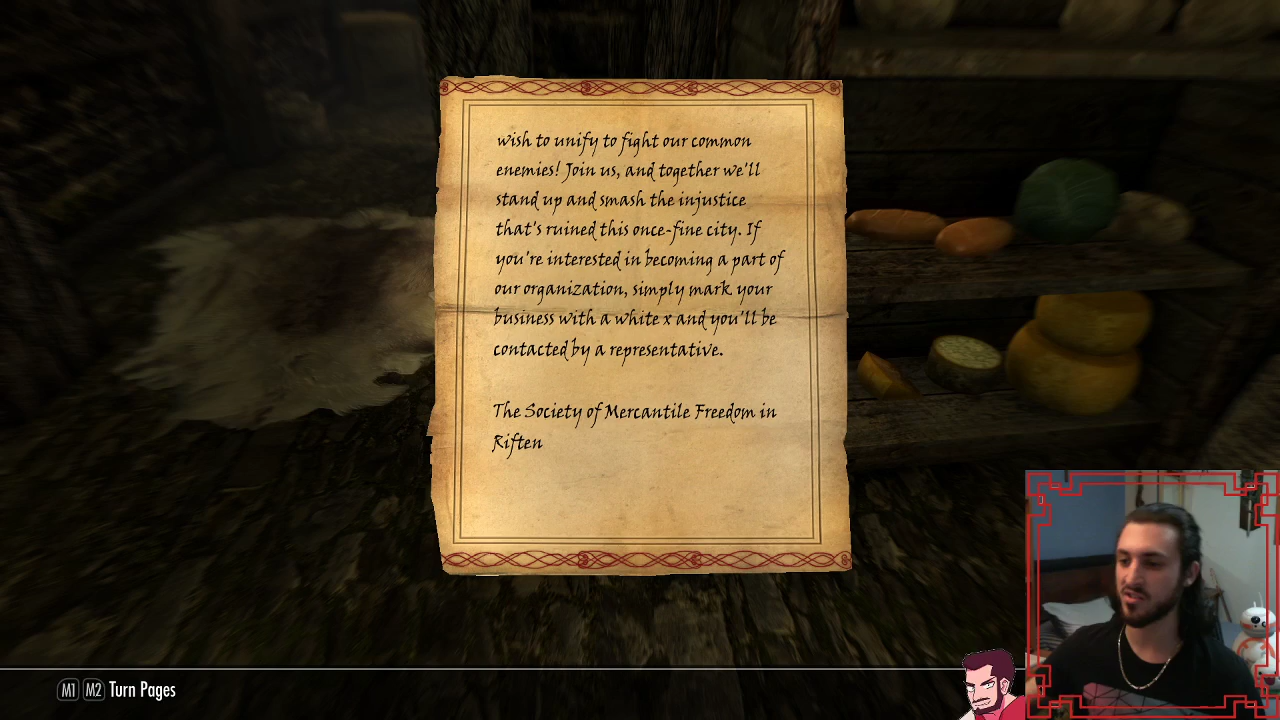 wish to unify to fight our common
enemies! Join us, and together we'll
stand up and smash the injustice
that's ruined this once-fine city. If
you're interested in becoming a part of
our organization, simply mark your
business with a white x and you'll be
contacted by a representative.
The Society of Mercantile Freedom in
Riften
M1 M2 Turn Pages